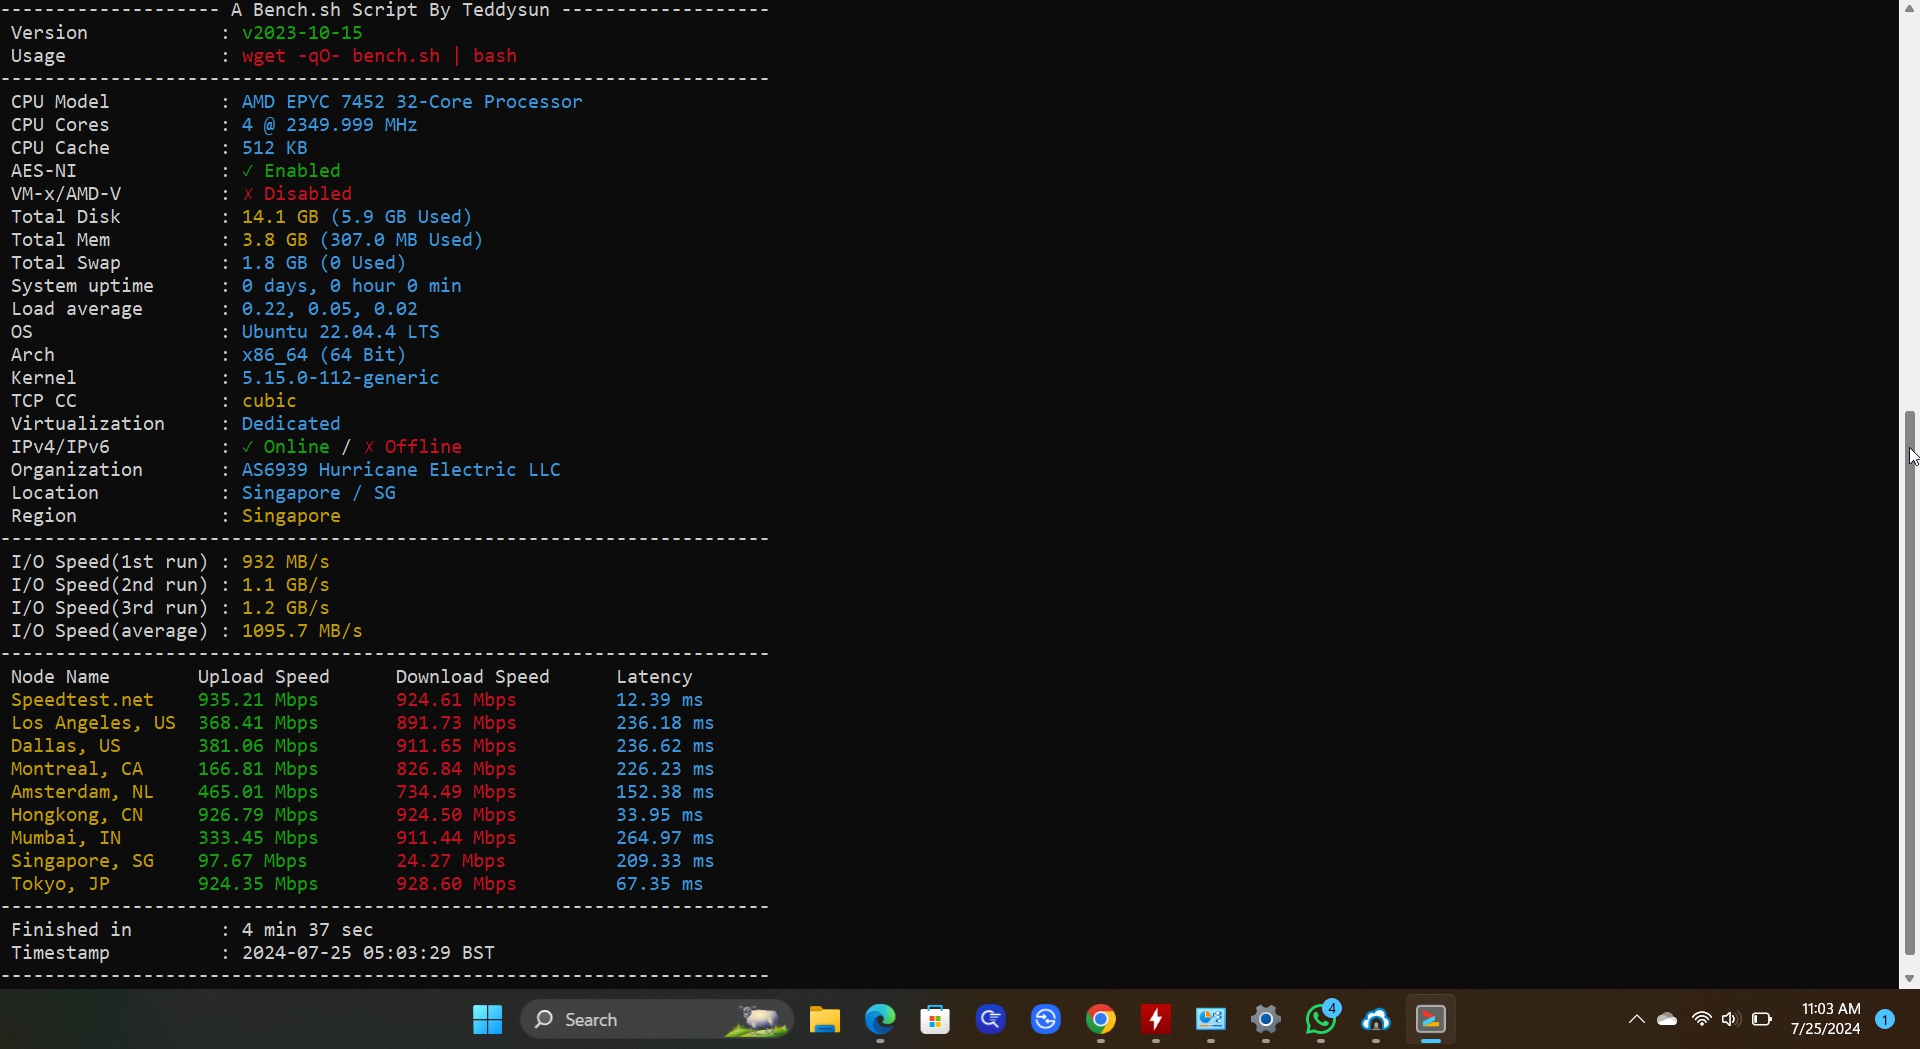 -------------------- A Bench.sh Script By Teddysun -------------------
Version : v2023-10-15
Usage : wget -qO- bench.sh | bash
----------------------------------------------------------------------
CPU Model : AMD EPYC 7452 32-Core Processor
CPU Cores : 4 @ 2349.999 MHz
CPU Cache : 512 KB
AES-NI : ✓ Enabled
VM-x/AMD-V : ✗ Disabled
Total Disk : 14.1 GB (5.9 GB Used)
Total Mem : 3.8 GB (307.0 MB Used)
Total Swap : 1.8 GB (0 Used)
System uptime : 0 days, 0 hour 0 min
Load average : 0.22, 0.05, 0.02
OS : Ubuntu 22.04.4 LTS
Arch : x86_64 (64 Bit)
Kernel : 5.15.0-112-generic
TCP CC : cubic
Virtualization : Dedicated
IPv4/IPv6 : ✓ Online / ✗ Offline
Organization : AS6939 Hurricane Electric LLC
Location : Singapore / SG
Region : Singapore
----------------------------------------------------------------------
I/O Speed(1st run) : 932 MB/s
I/O Speed(2nd run) : 1.1 GB/s
I/O Speed(3rd run) : 1.2 GB/s
I/O Speed(average) : 1095.7 MB/s
----------------------------------------------------------------------
Node Name Upload Speed Download Speed Latency
Speedtest.net 935.21 Mbps 924.61 Mbps 12.39 ms
Los Angeles, US 368.41 Mbps 891.73 Mbps 236.18 ms
Dallas, US 381.06 Mbps 911.65 Mbps 236.62 ms
Montreal, CA 166.81 Mbps 826.84 Mbps 226.23 ms
Amsterdam, NL 465.01 Mbps 734.49 Mbps 152.38 ms
Hongkong, CN 926.79 Mbps 924.50 Mbps 33.95 ms
Mumbai, IN 333.45 Mbps 911.44 Mbps 264.97 ms
Singapore, SG 97.67 Mbps 24.27 Mbps 209.33 ms
Tokyo, JP 924.35 Mbps 928.60 Mbps 67.35 ms
----------------------------------------------------------------------
Finished in : 4 min 37 sec
Timestamp : 2024-07-25 05:03:29 BST
----------------------------------------------------------------------
Search
4
11:03 AM
7/25/2024
1